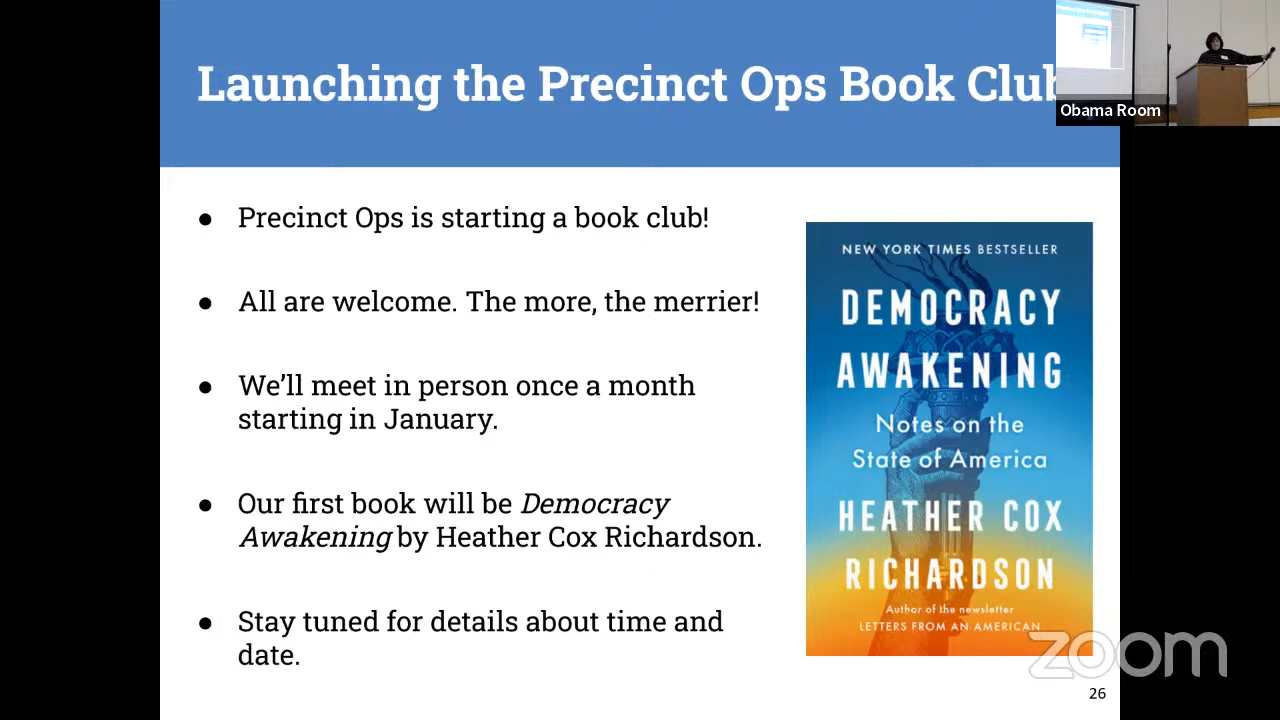 Launching the Precinct Ops Book Club
Obama Room
● Precinct Ops is starting a book club!
● All are welcome. The more, the merrier!
● We'll meet in person once a month
starting in January.
● Our first book will be Democracy
Awakening by Heather Cox Richardson.
● Stay tuned for details about time and
date.
NEW YORK TIMES BESTSELLER
DEMOCRACY
AWAKENING
Notes on the
State of America
HEATHER COX
RICHARDSON
Author of the newsletter
LETTERS FROM AN AMERICAN
zoom
26